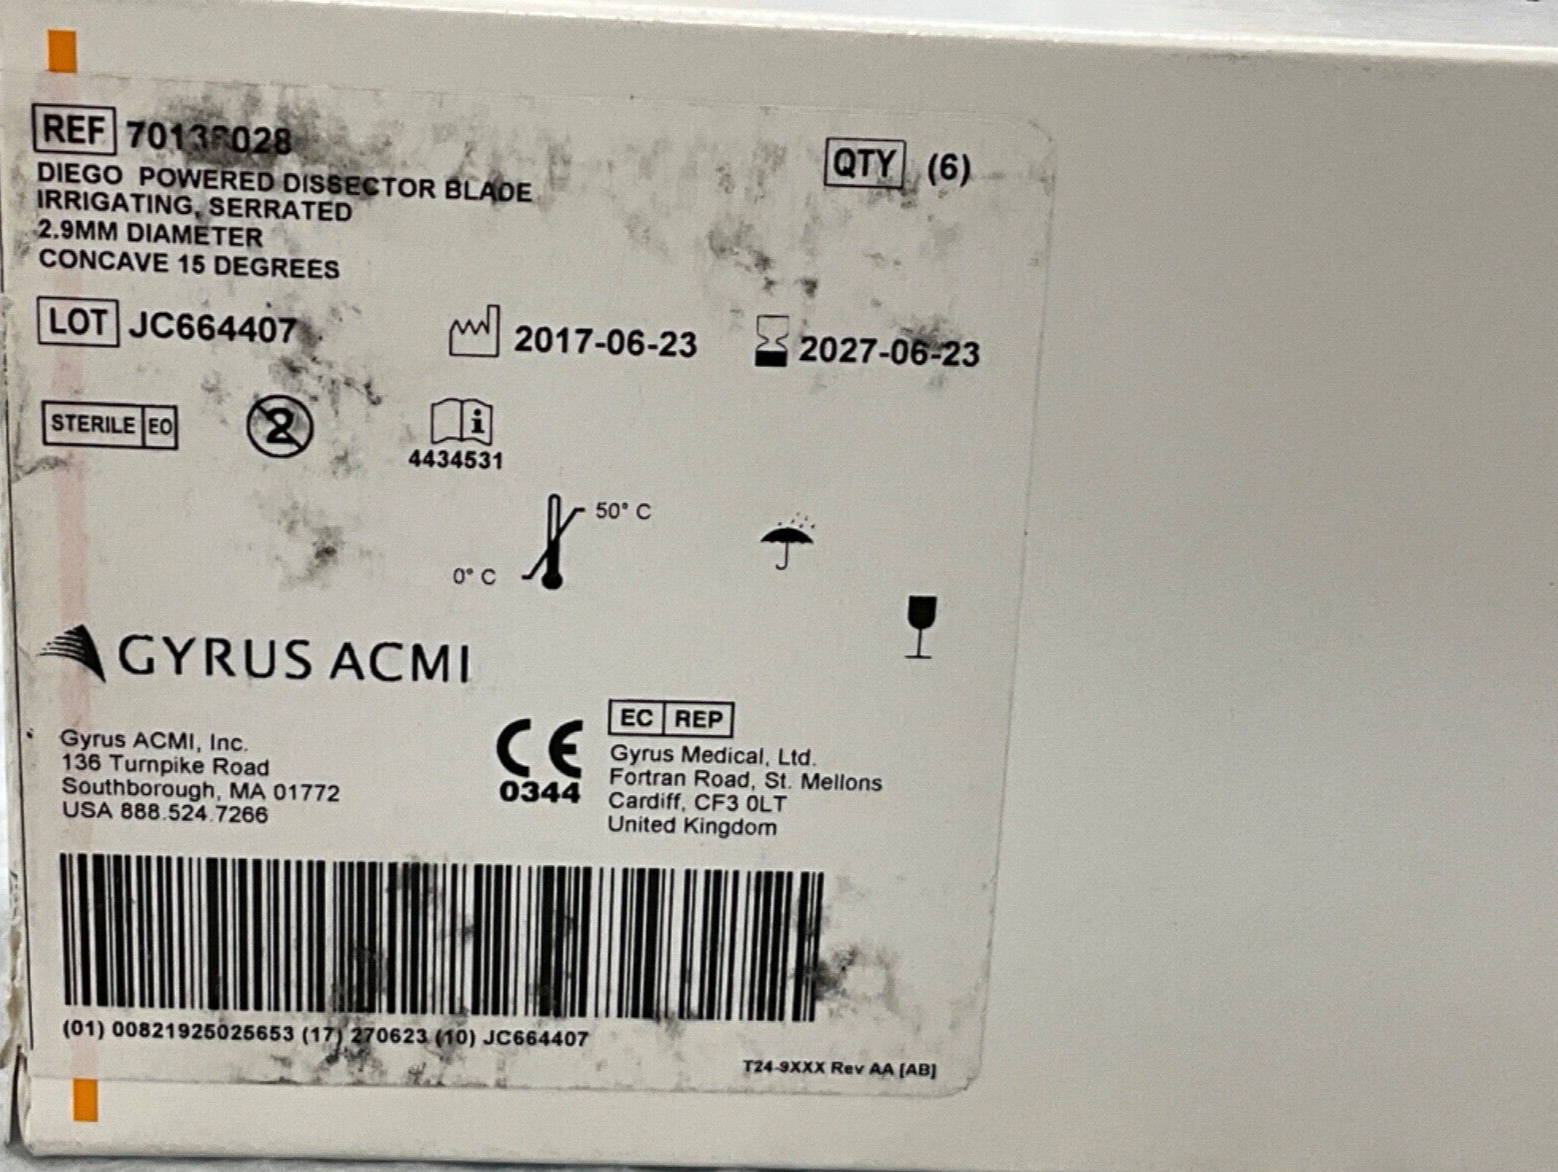 REF
DIEGO POWERED DISSECTOR BLADE
IRRIGATING, SERRATED
2.9MM DIAMETER
CONCAVE 15 DEGREES
QTY (6)
LOT JC664407 2017-06-23 2027-06-23
STERILE EO 2 i
4434531
50° C
0° C
GYRUS ACMI
Gyrus ACMI, Inc.
136 Turnpike Road
Southborough, MA 01772
USA 888.524.7266
CE
0344
EC REP
Gyrus Medical, Ltd.
Fortran Road, St. Mellons
Cardiff, CF3 0LT
United Kingdom
(01) 00821925025653 (17) 270623 (10) JC664407
T24-9XXX Rev AA [AB]